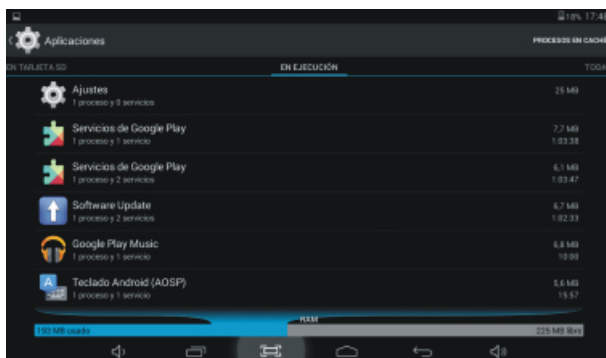 18% 17:48
Aplicaciones
PROCESOS EN CACHÉ
EN TARJETA SD
EN EJECUCIÓN
TODA
Ajustes
25 MB
1 proceso y 0 servicios
Servicios de Google Play
7,7 MB
1 proceso y 1 servicio
1:03:38
Servicios de Google Play
6,1 MB
1 proceso y 2 servicios
1:03:47
Software Update
6,7 MB
1 proceso y 2 servicios
1:02:33
Google Play Music
6,8 MB
1 proceso y 1 servicio
10:00
Teclado Android (AOSP)
5,6 MB
1 proceso y 1 servicio
15:57
RAM
193 MB usado
225 MB libre